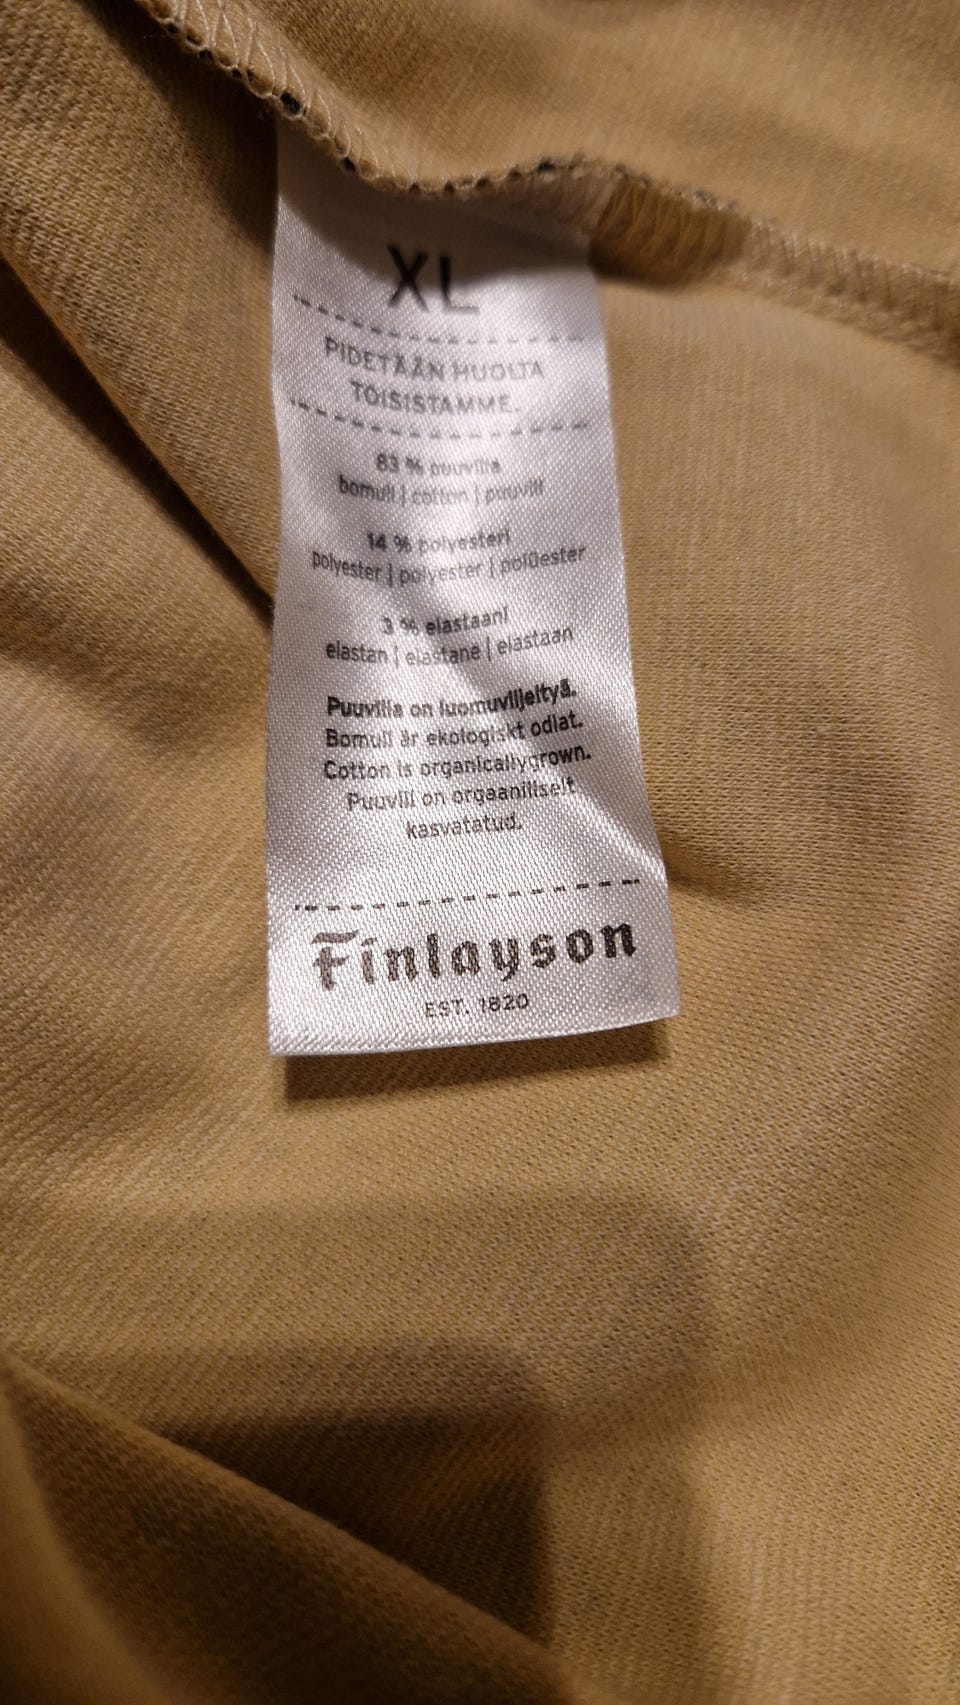 XL
PIDETÄÄN HUOLTA
TOISISTAMME.
83 % puuvilla
bomull | cotton | puuvill
14 % polyesteri
polyester | polyester | polüester
3 % elastaani
elastan | elastane | elastaan
Puuvilla on luomuviljeltyä.
Bomull är ekologiskt odlat.
Cotton is organicallygrown.
Puuvill on orgaaniliselt
kasvatatud.
Finlayson
EST. 1820